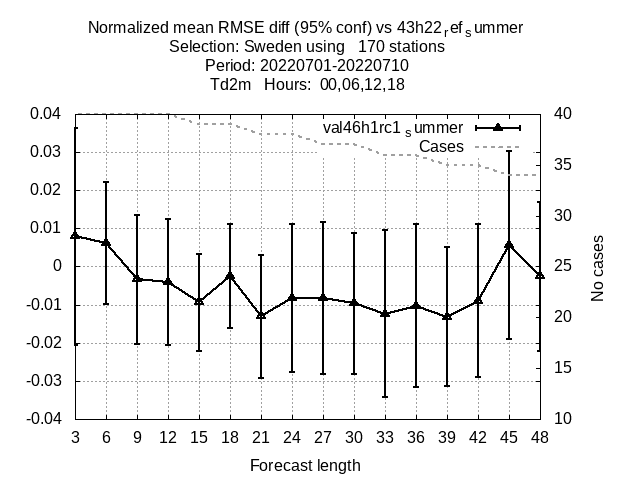 Normalized mean RMSE diff (95% conf) vs 43h22refsummer
Selection: Sweden using 170 stations
Period: 20220701-20220710
Td2m Hours: 00,06,12,18
val46h1rc1summer
Cases
0.04
0.03
0.02
0.01
0
-0.01
-0.02
-0.03
-0.04
40
35
30
25
20
15
10
No cases
3 6 9 12 15 18 21 24 27 30 33 36 39 42 45 48
Forecast length